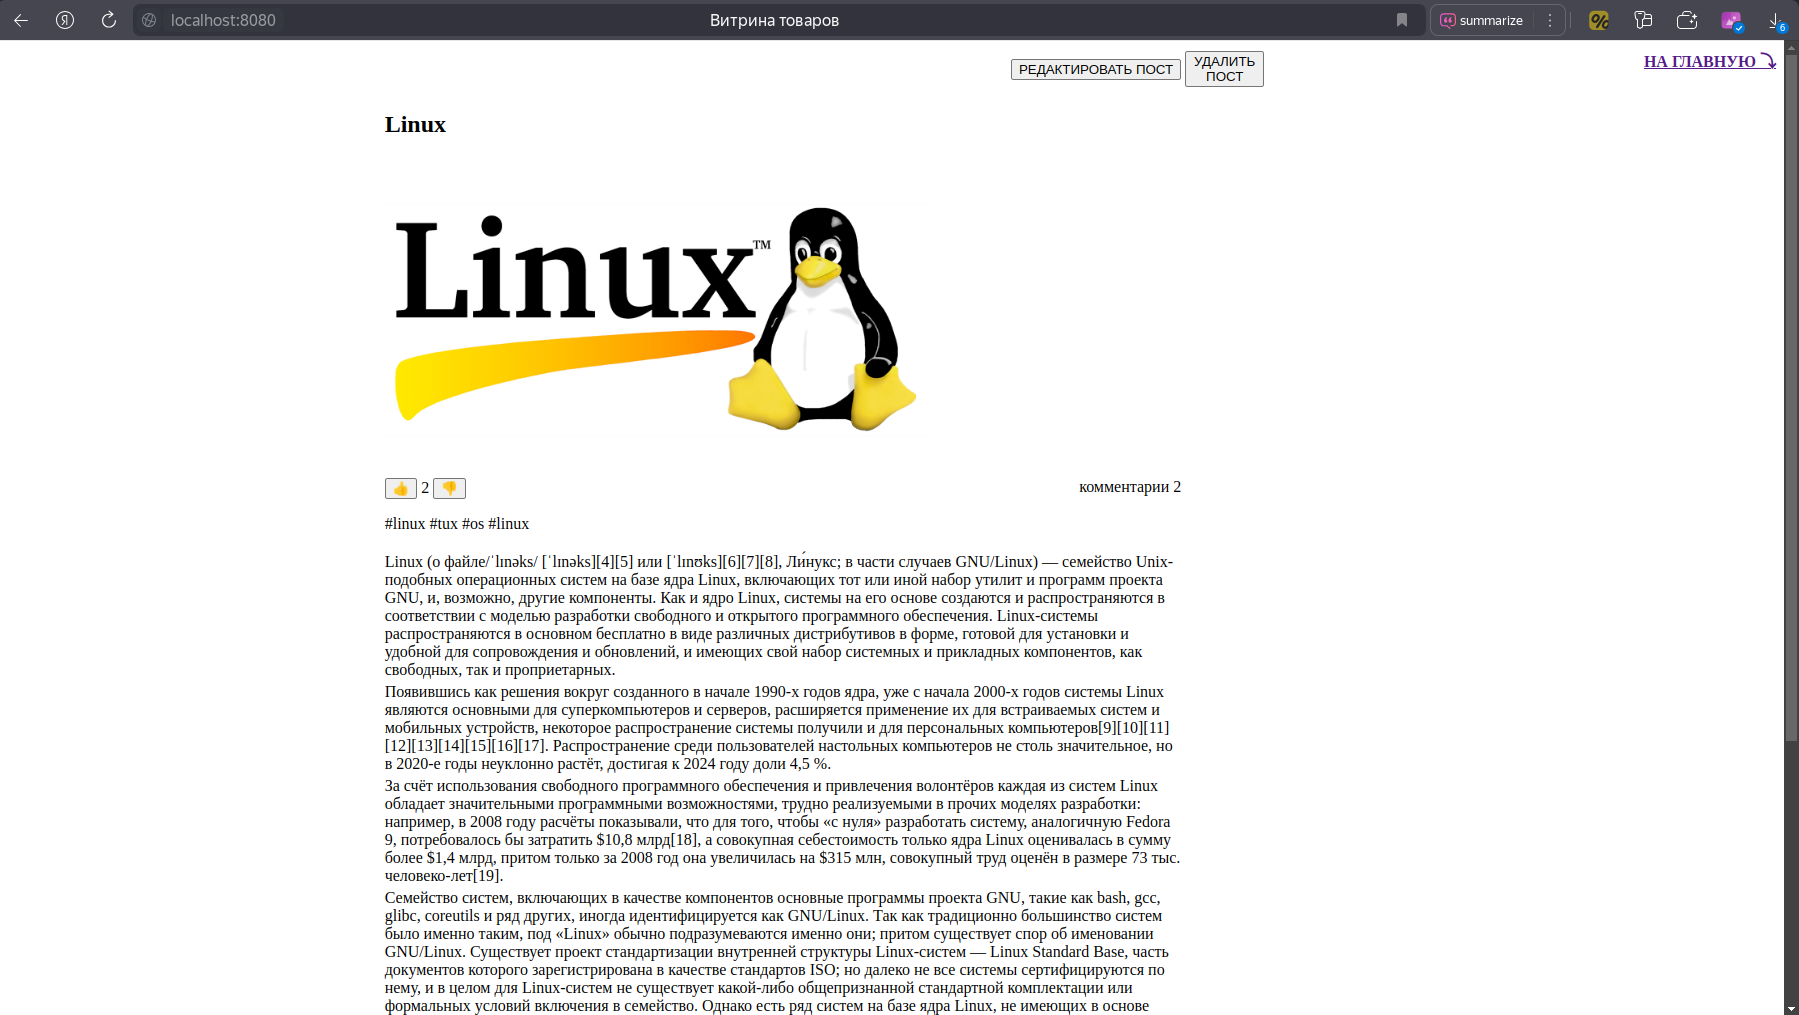 localhost:8080
Витрина товаров
summarize
6
РЕДАКТИРОВАТЬ ПОСТ
УДАЛИТЬ
ПОСТ
НА ГЛАВНУЮ ⤵
Linux
Linux™
👍 2 👎
комментарии 2
#linux #tux #os #linux
Linux (о файле/ˈlɪnəks/ [ˈlɪnəks][4][5] или [ˈlɪnʊks][6][7][8], Ли́нукс; в части случаев GNU/Linux) — семейство Unix-
подобных операционных систем на базе ядра Linux, включающих тот или иной набор утилит и программ проекта
GNU, и, возможно, другие компоненты. Как и ядро Linux, системы на его основе создаются и распространяются в
соответствии с моделью разработки свободного и открытого программного обеспечения. Linux-системы
распространяются в основном бесплатно в виде различных дистрибутивов в форме, готовой для установки и
удобной для сопровождения и обновлений, и имеющих свой набор системных и прикладных компонентов, как
свободных, так и проприетарных.
Появившись как решения вокруг созданного в начале 1990-х годов ядра, уже с начала 2000-х годов системы Linux
являются основными для суперкомпьютеров и серверов, расширяется применение их для встраиваемых систем и
мобильных устройств, некоторое распространение системы получили и для персональных компьютеров[9][10][11]
[12][13][14][15][16][17]. Распространение среди пользователей настольных компьютеров не столь значительное, но
в 2020-е годы неуклонно растёт, достигая к 2024 году доли 4,5 %.
За счёт использования свободного программного обеспечения и привлечения волонтёров каждая из систем Linux
обладает значительными программными возможностями, трудно реализуемыми в прочих моделях разработки:
например, в 2008 году расчёты показывали, что для того, чтобы «с нуля» разработать систему, аналогичную Fedora
9, потребовалось бы затратить $10,8 млрд[18], а совокупная себестоимость только ядра Linux оценивалась в сумму
более $1,4 млрд, притом только за 2008 год она увеличилась на $315 млн, совокупный труд оценён в размере 73 тыс.
человеко-лет[19].
Семейство систем, включающих в качестве компонентов основные программы проекта GNU, такие как bash, gcc,
glibc, coreutils и ряд других, иногда идентифицируется как GNU/Linux. Так как традиционно большинство систем
было именно таким, под «Linux» обычно подразумеваются именно они; притом существует спор об именовании
GNU/Linux. Существует проект стандартизации внутренней структуры Linux-систем — Linux Standard Base, часть
документов которого зарегистрирована в качестве стандартов ISO; но далеко не все системы сертифицируются по
нему, и в целом для Linux-систем не существует какой-либо общепризнанной стандартной комплектации или
формальных условий включения в семейство. Однако есть ряд систем на базе ядра Linux, не имеющих в основе